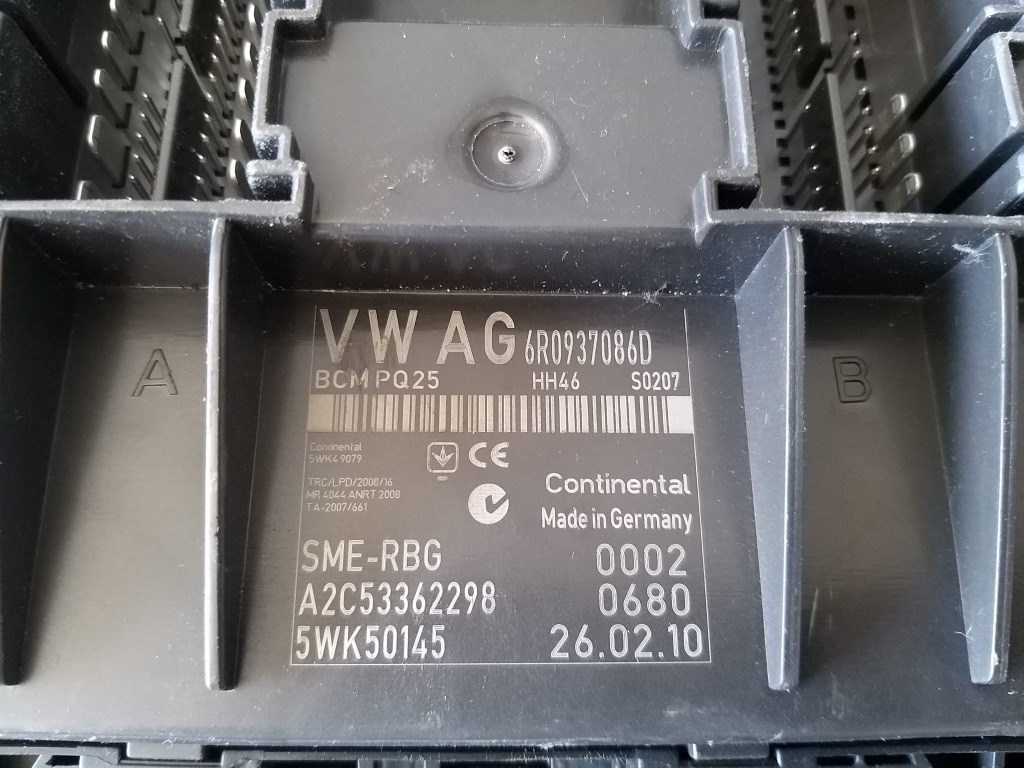 VW AG 6R0937086D
BCM PQ25 HH46 S0207
A
B
Continental
5WK4 9079
CE
TRC/LPD/2008/16
MR 4044 ANRT 2008
TA-2007/661
Continental
Made in Germany
SME-RBG 0002
A2C53362298 0680
5WK50145 26.02.10